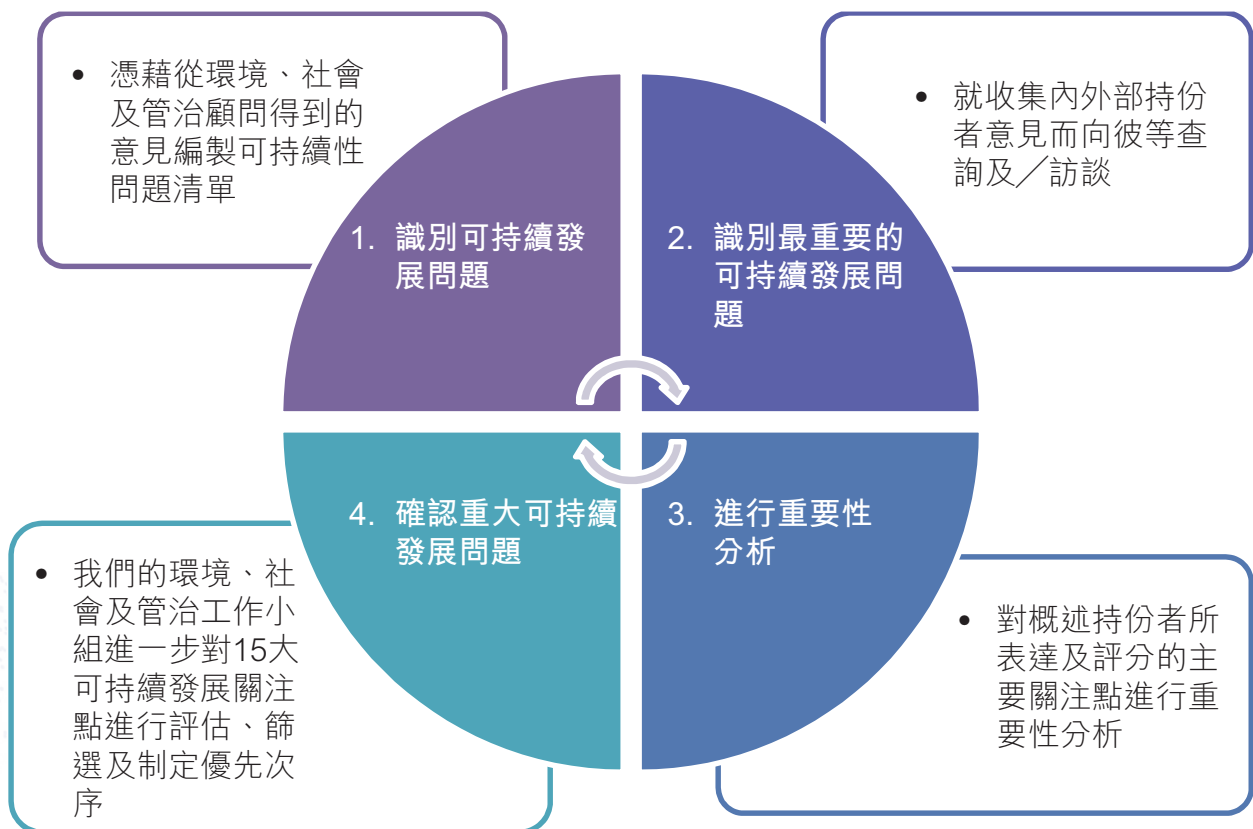 • 憑藉從環境、社會
及管治顧問得到的
意見編製可持續性
問題清單
1. 識別可持續發
展問題
• 就收集內外部持份
者意見而向彼等查
詢及╱訪談
2. 識別最重要的
可持續發展問
題
4. 確認重大可持續
發展問題
• 我們的環境、社
會及管治工作小
組進一步對15大
可持續發展關注
點進行評估、篩
選及制定優先次
序
3. 進行重要性
分析
• 對概述持份者所
表達及評分的主
要關注點進行重
要性分析